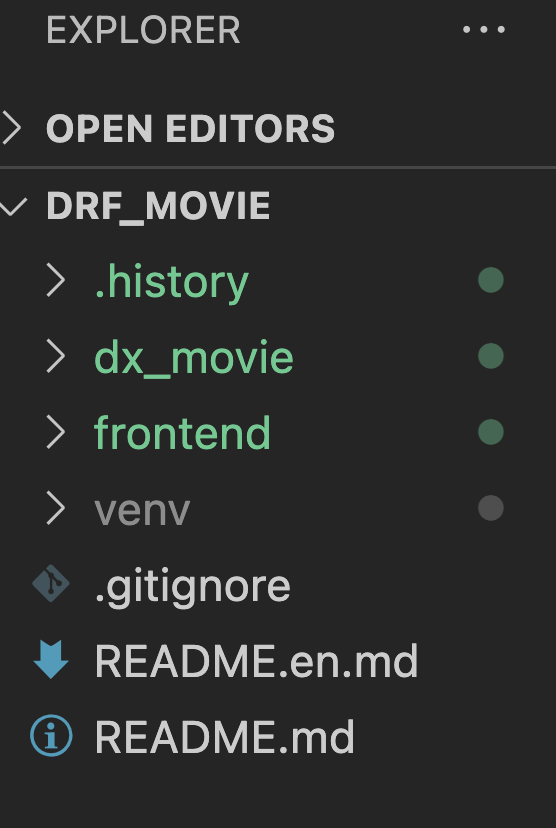 EXPLORER
OPEN EDITORS
DRF_MOVIE
.history
dx_movie
frontend
venv
.gitignore
README.en.md
README.md